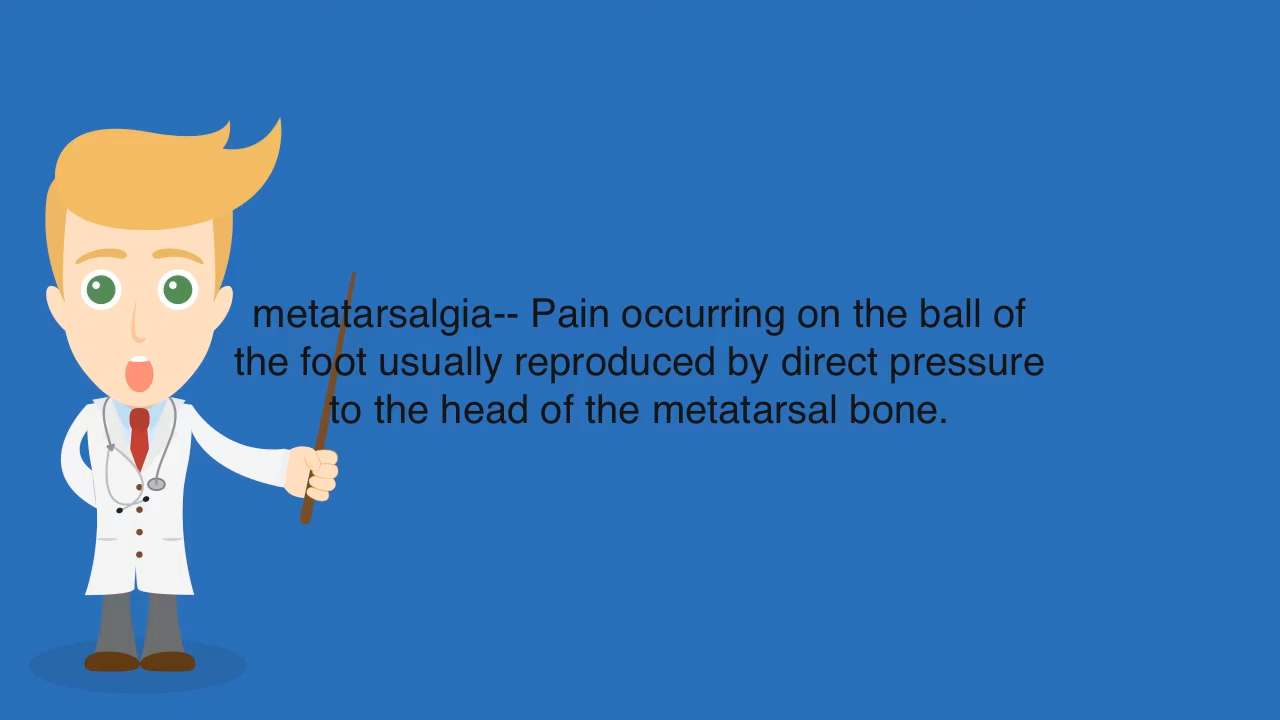 metatarsalgia-- Pain occurring on the ball of
the foot usually reproduced by direct pressure
to the head of the metatarsal bone.